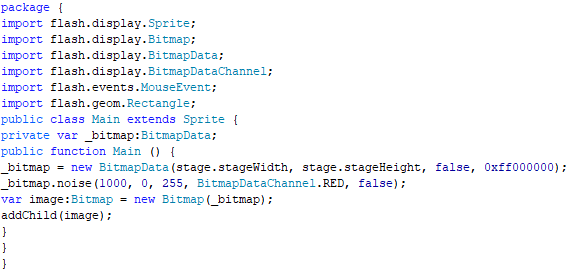 package {
import flash.display.Sprite;
import flash.display.Bitmap;
import flash.display.BitmapData;
import flash.display.BitmapDataChannel;
import flash.events.MouseEvent;
import flash.geom.Rectangle;
public class Main extends Sprite {
private var _bitmap:BitmapData;
public function Main () {
_bitmap = new BitmapData(stage.stageWidth, stage.stageHeight, false, 0xff000000);
_bitmap.noise(1000, 0, 255, BitmapDataChannel.RED, false);
var image:Bitmap = new Bitmap(_bitmap);
addChild(image);
}
}
}